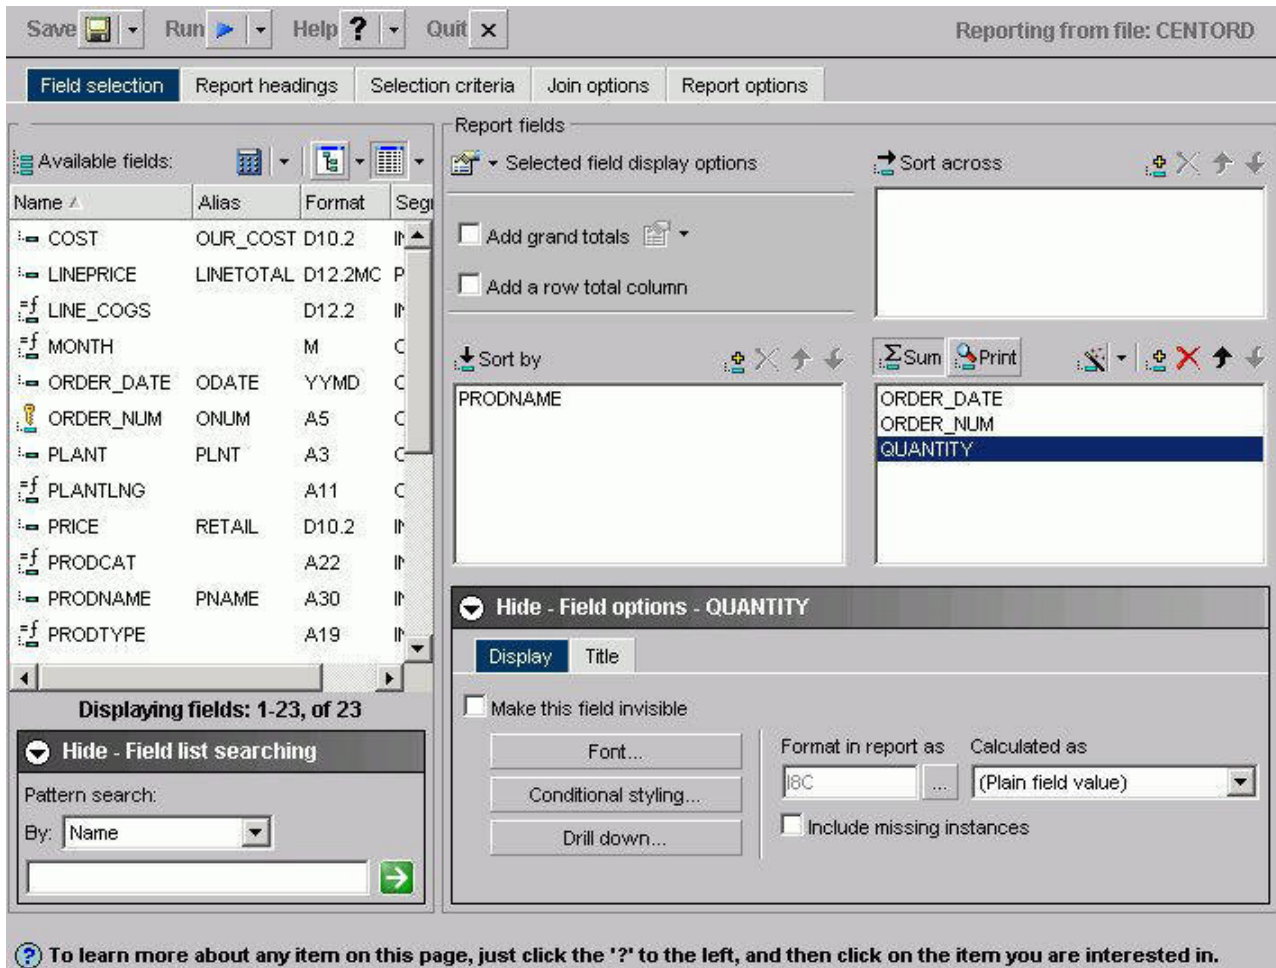 Save Run Help ? Quit Reporting from file: CENTORD
Field selection Report headings Selection criteria Join options Report options
Report fields
Available fields:
Name Alias Format Seg
COST OUR_COST D10.2
LINEPRICE LINETOTAL D12.2MC P
LINE_COGS D12.2
MONTH M
ORDER_DATE ODATE YYMD
ORDER_NUM ONUM A5
PLANT PLNT A3
PLANTLNG A11
PRICE RETAIL D10.2
PRODCAT A22
PRODNAME PNAME A30
PRODTYPE A19
Displaying fields: 1-23, of 23
Hide - Field list searching
Pattern search:
By: Name
Selected field display options
Add grand totals
Add a row total column
Sort across
Sort by
PRODNAME
Sum Print
ORDER_DATE
ORDER_NUM
QUANTITY
Hide - Field options - QUANTITY
Display Title
Make this field invisible
Font...
Conditional styling...
Drill down...
Format in report as Calculated as
I8C ... (Plain field value)
Include missing instances
? To learn more about any item on this page, just click the '?' to the left, and then click on the item you are interested in.